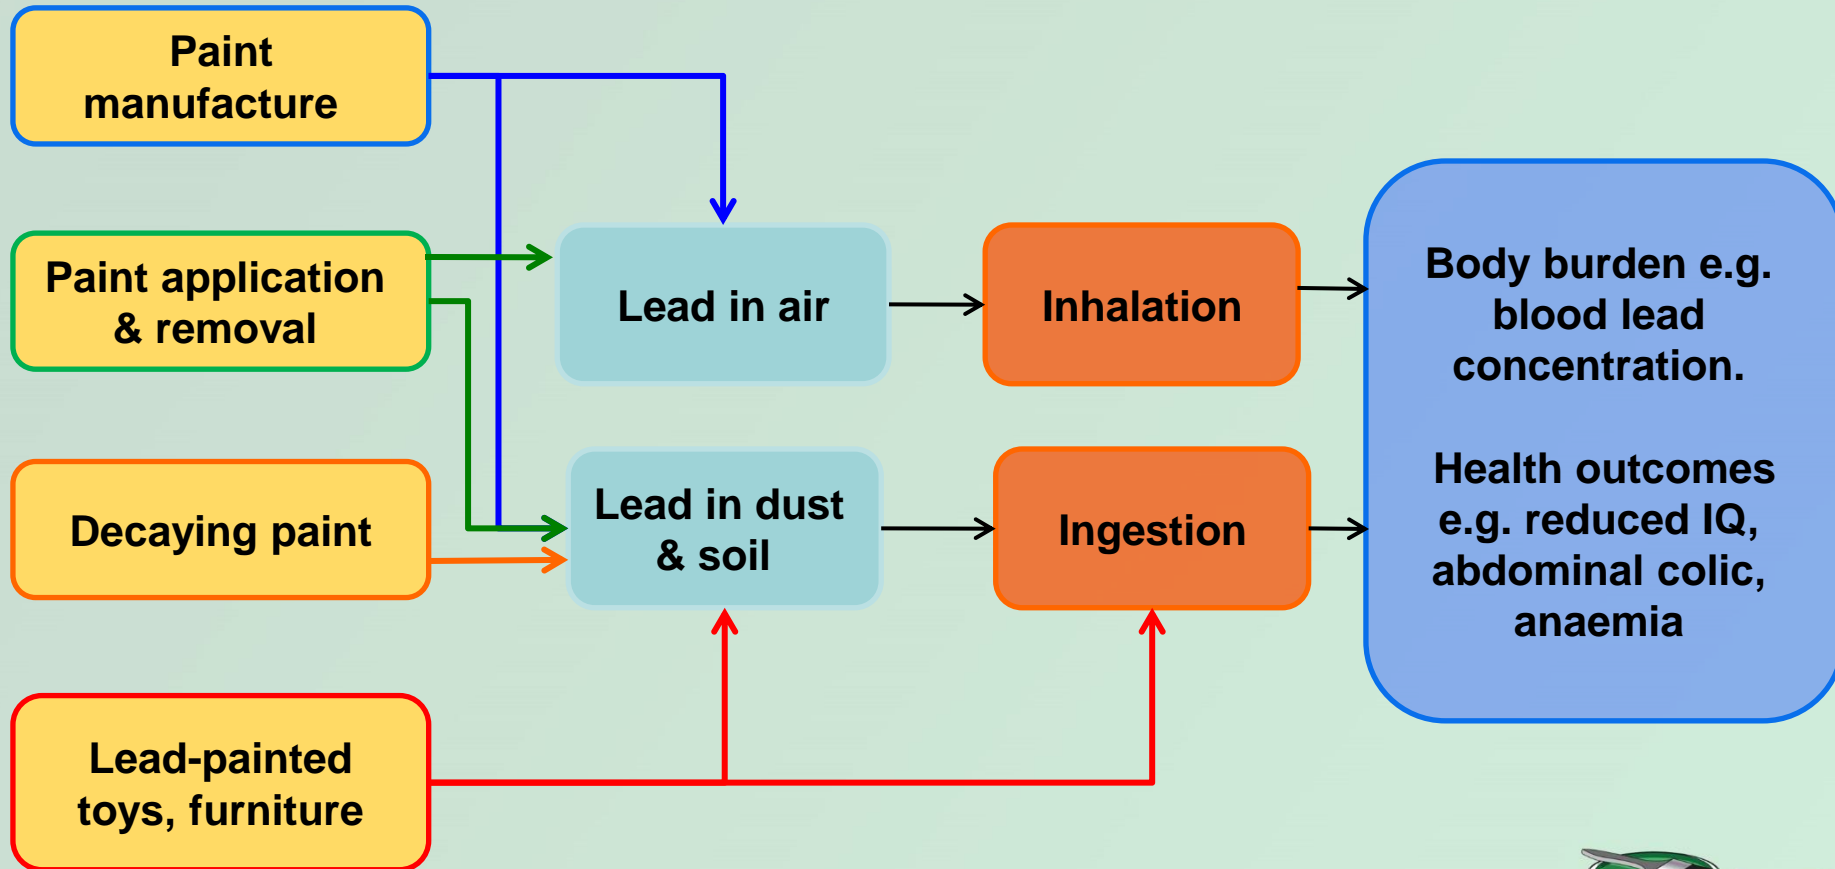 Paint
manufacture
Paint application
& removal
Decaying paint
Lead-painted
toys, furniture
Lead in air
Lead in dust
& soil
Inhalation
Ingestion
Body burden e.g.
blood lead
concentration.
Health outcomes
e.g. reduced IQ,
abdominal colic,
anaemia